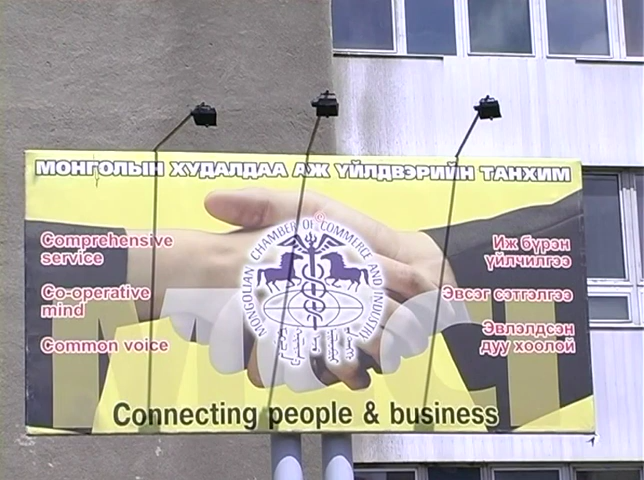 МОНГОЛЫН ХУДАЛДАА АЖ ҮЙЛДВЭРИЙН ТАНХИМ
MONGOLIAN CHAMBER OF COMMERCE AND INDUSTRY
Comprehensive
service
Co-operative
mind
Common voice
Иж бүрэн
үйлчилгээ
Эвсэг сэтгэлгээ
Эвлэлдсэн
дуу хоолой
Connecting people & business